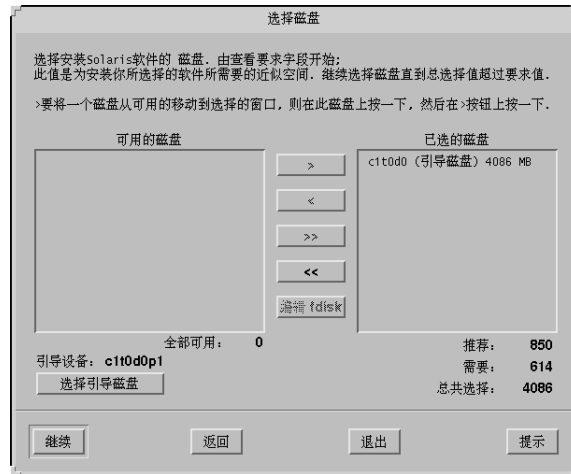 选择磁盘
选择安装Solaris软件的 磁盘．由查看要求字段开始;
此值是为安装你所选择的软件所需要的近似空间．继续选择磁盘直到总选择值超过要求值．
>要将一个磁盘从可用的移动到选择的窗口，则在此磁盘上按一下，然后在>按钮上按一下．
可用的磁盘
已选的磁盘
c1t0d0 (引导磁盘) 4086 MB
>
<
>>
<<
编辑 fdisk
全部可用： 0
引导设备： c1t0d0p1
选择引导磁盘
推荐： 850
需要： 614
总共选择： 4086
继续
返回
退出
提示